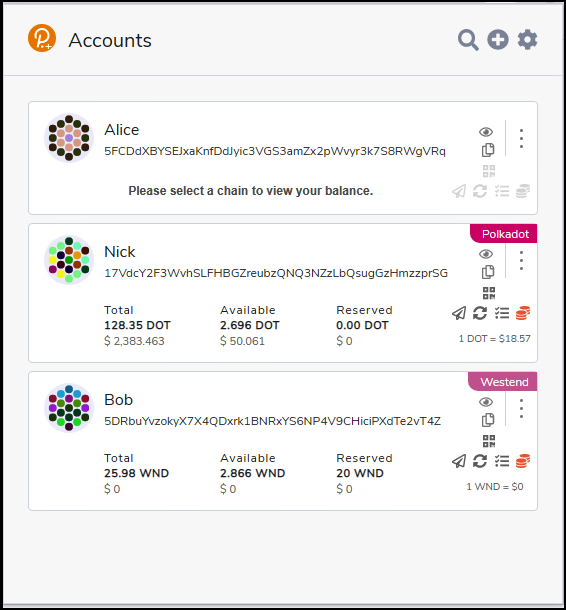 Accounts
Alice
5FCDdXBYSEJxaKnfDdJyic3VGS3amZx2pWvyr3k7S8RWgVRq
Please select a chain to view your balance.
Polkadot
Nick
17VdcY2F3WvhSLFHBGZreubzQNQ3NZzLbQsugGzHmzzprSG
Total Available Reserved
128.35 DOT 2.696 DOT 0.00 DOT
$ 2,383.463 $ 50.061 $ 0
1 DOT = $18.57
Westend
Bob
5DRbuYvzokyX7X4QDxrk1BNRxYS6NP4V9CHiciPXdTe2vT4Z
Total Available Reserved
25.98 WND 2.866 WND 20 WND
$ 0 $ 0 $ 0
1 WND = $0